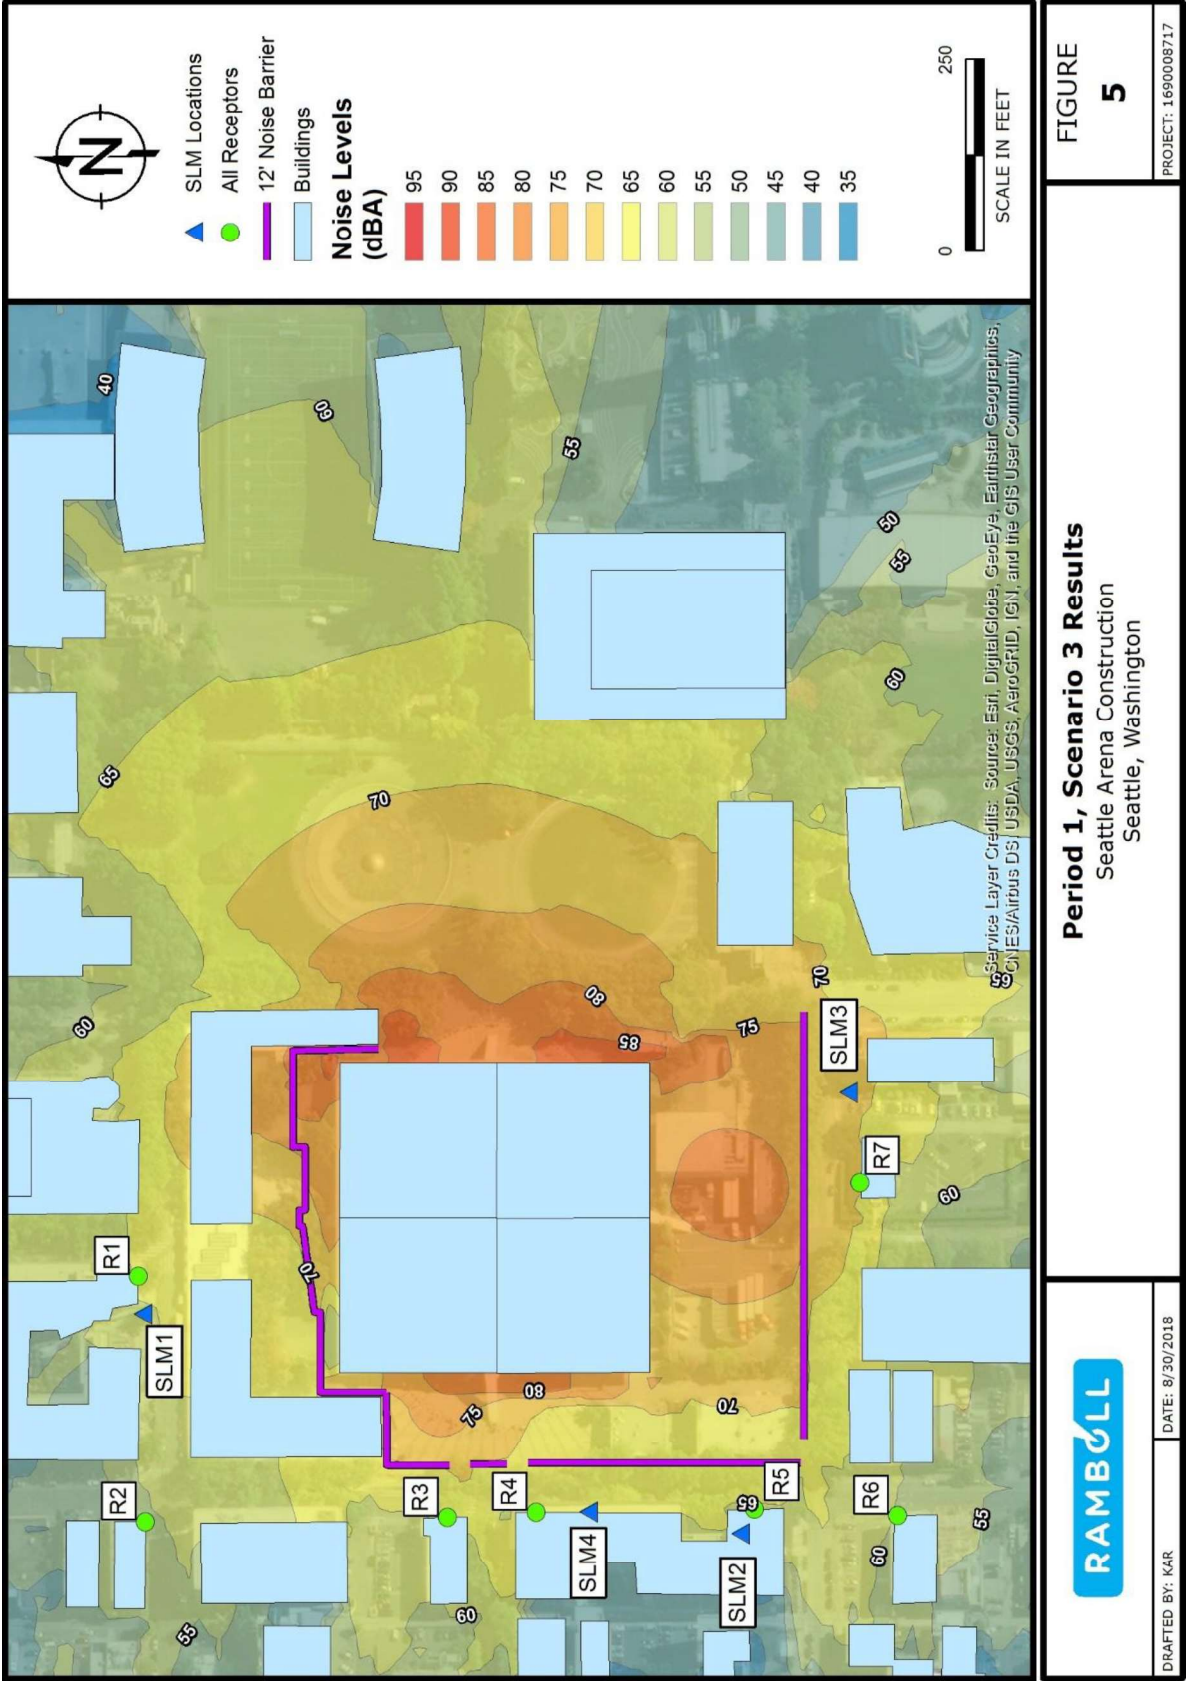 N
SLM Locations
All Receptors
12' Noise Barrier
Buildings
Noise Levels
(dBA)
95
90
85
80
75
70
65
60
55
50
45
40
35
0
250
SCALE IN FEET
40
60
55
50
55
60
65
70
60
80
85
75
70
65
70
60
80
75
70
65
60
55
60
55
R1
SLM1
R2
R3
R4
SLM4
R5
SLM2
R6
R7
SLM3
Service Layer Credits: Source: Esri, DigitalGlobe, GeoEye, Earthstar Geographics,
CNES/Airbus DS, USDA, USGS, AeroGRID, IGN, and the GIS User Community
RAMBOLL
DRAFTED BY: KAR
DATE: 8/30/2018
Period 1, Scenario 3 Results
Seattle Arena Construction
Seattle, Washington
FIGURE
5
PROJECT: 1690008717